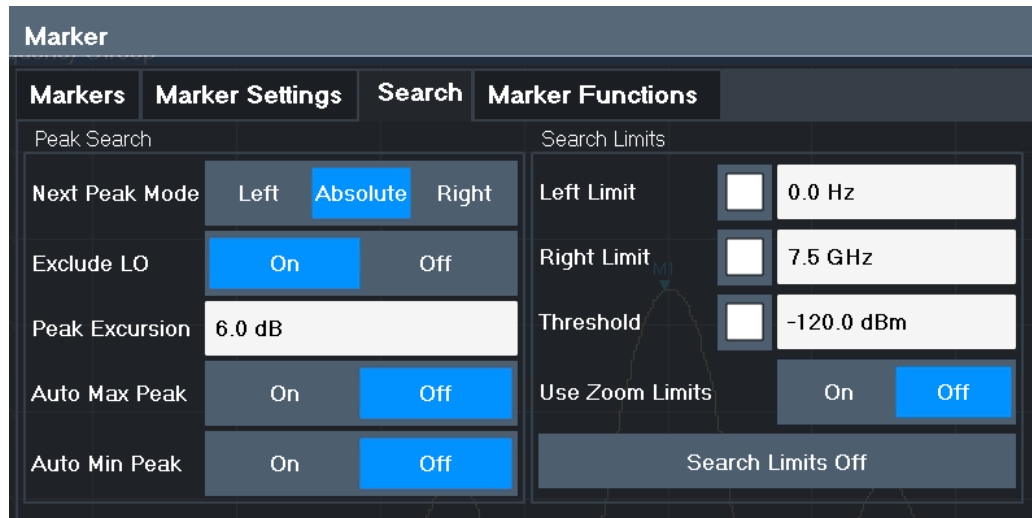 Marker
Markers Marker Settings Search Marker Functions
Peak Search
Next Peak Mode Left Absolute Right
Exclude LO On Off
Peak Excursion 6.0 dB
Auto Max Peak On Off
Auto Min Peak On Off
Search Limits
Left Limit 0.0 Hz
Right Limit 7.5 GHz
M1
Threshold -120.0 dBm
Use Zoom Limits On Off
Search Limits Off